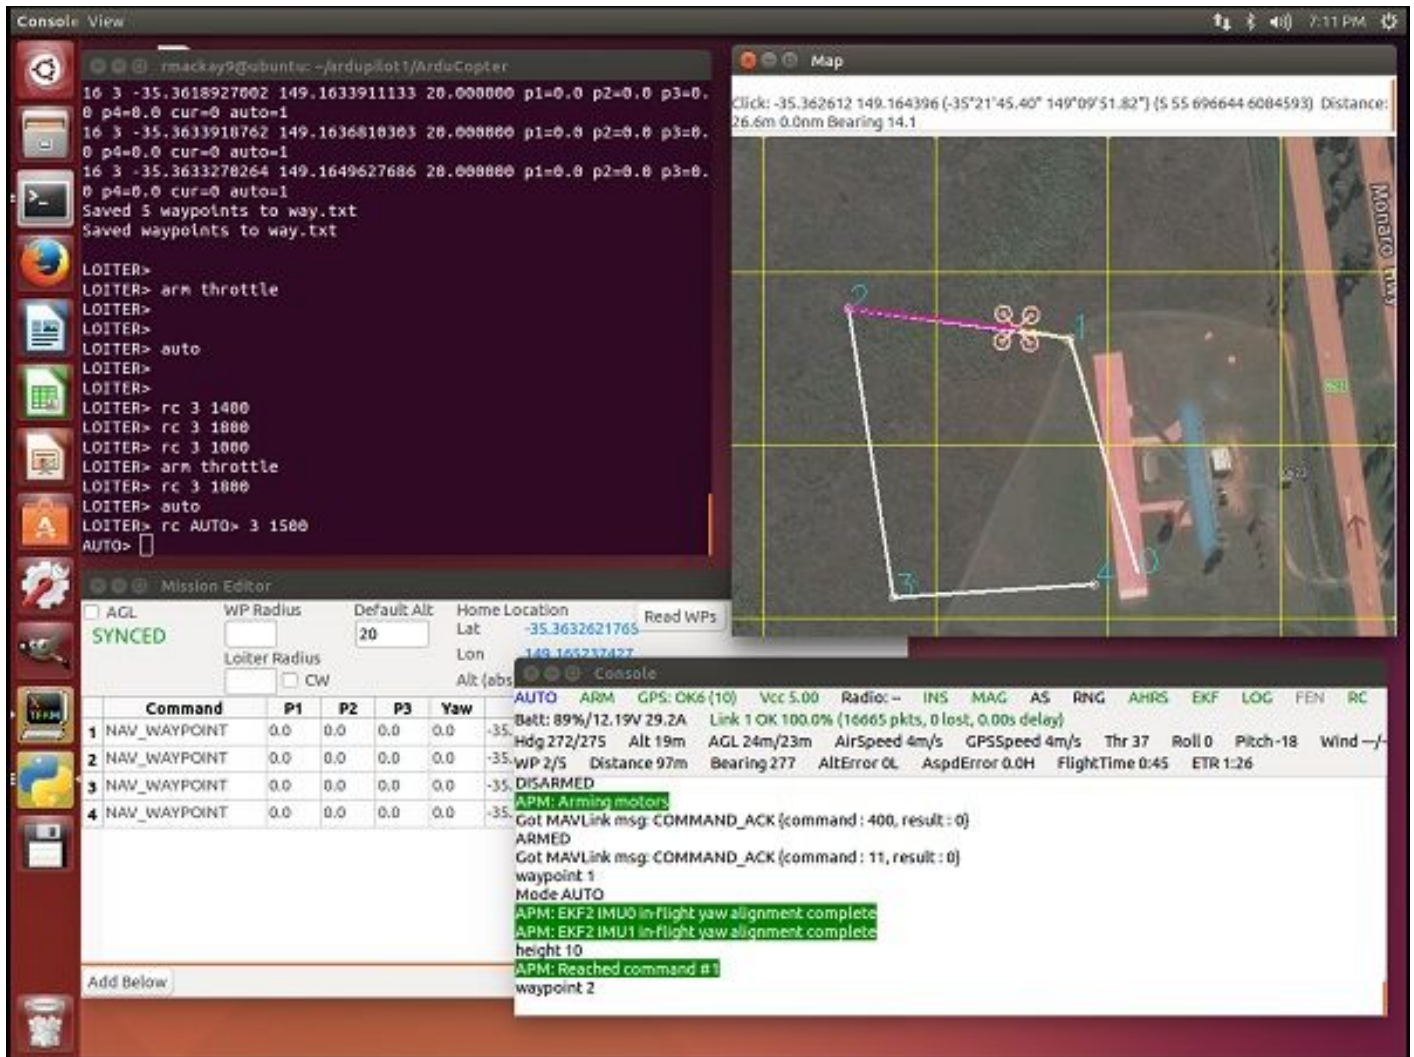 Console View
7:11 PM
rmackay9@ubuntu: ~/ardupilot1/ArduCopter
16 3 -35.3618927002 149.1633911133 20.000000 p1=0.0 p2=0.0 p3=0.
0 p4=0.0 cur=0 auto=1
16 3 -35.3633918762 149.1636810303 20.000000 p1=0.0 p2=0.0 p3=0.
0 p4=0.0 cur=0 auto=1
16 3 -35.3633270264 149.1649627686 20.000000 p1=0.0 p2=0.0 p3=0.
0 p4=0.0 cur=0 auto=1
Saved 5 waypoints to way.txt
Saved waypoints to way.txt
LOITER>
LOITER> arm throttle
LOITER>
LOITER>
LOITER> auto
LOITER>
LOITER>
LOITER> rc 3 1400
LOITER> rc 3 1800
LOITER> rc 3 1000
LOITER> arm throttle
LOITER> rc 3 1800
LOITER> auto
LOITER> rc AUTO> 3 1500
AUTO>
Map
Click: -35.362612 149.164396 (-35°21'45.40" 149°09'51.82") (S 55 696644 6084593) Distance:
26.6m 0.0nm Bearing 14.1
2
1
3
4
0
Monaro Hwy
Mission Editor
AGL
SYNCED
WP Radius
Loiter Radius
CW
Default Alt
20
Home Location
Lat -35.3632621765
Lon 149.165237427
Alt (abs
Read WPs
Command P1 P2 P3 Yaw
1 NAV_WAYPOINT 0.0 0.0 0.0 0.0 -35.
2 NAV_WAYPOINT 0.0 0.0 0.0 0.0 -35.
3 NAV_WAYPOINT 0.0 0.0 0.0 0.0 -35.
4 NAV_WAYPOINT 0.0 0.0 0.0 0.0 -35.
Add Below
Console
AUTO ARM GPS: OK6 (10) Vcc 5.00 Radio: -- INS MAG AS RNG AHRS EKF LOG FEN RC
Batt: 89%/12.19V 29.2A Link 1 OK 100.0% (16665 pkts, 0 lost, 0.00s delay)
Hdg 272/275 Alt 19m AGL 24m/23m AirSpeed 4m/s GPSSpeed 4m/s Thr 37 Roll 0 Pitch -18 Wind ---/-
WP 2/5 Distance 97m Bearing 277 AltError 0L AspdError 0.0H FlightTime 0:45 ETR 1:26
DISARMED
APM: Arming motors
Got MAVLink msg: COMMAND_ACK {command : 400, result : 0}
ARMED
Got MAVLink msg: COMMAND_ACK {command : 11, result : 0}
waypoint 1
Mode AUTO
APM: EKF2 IMU0 in-flight yaw alignment complete
APM: EKF2 IMU1 in-flight yaw alignment complete
height 10
APM: Reached command #1
waypoint 2